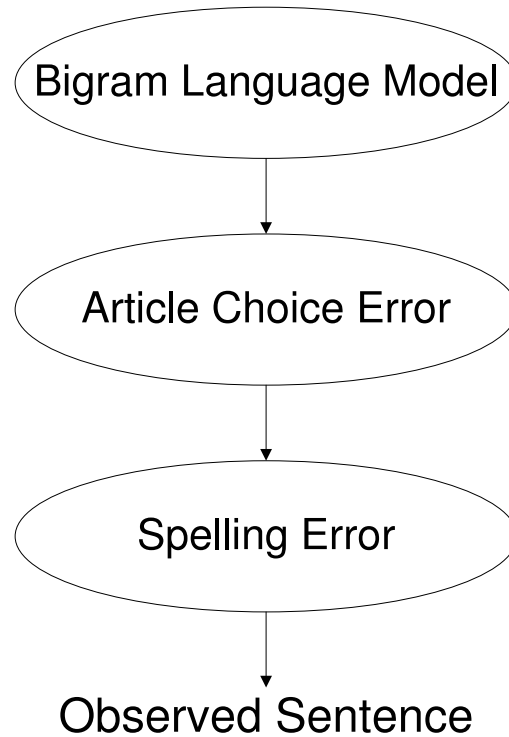 Bigram Language Model
Article Choice Error
Spelling Error
Observed Sentence